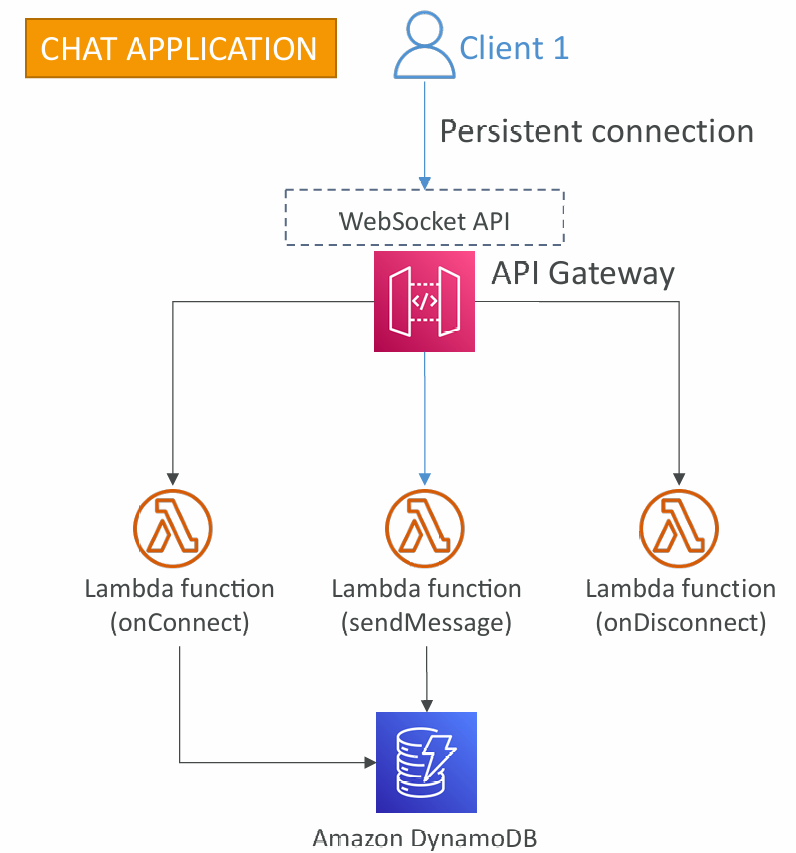 CHAT APPLICATION
Client 1
Persistent connection
WebSocket API
API Gateway
</>
Lambda function
(onConnect)
Lambda function
(sendMessage)
Lambda function
(onDisconnect)
Amazon DynamoDB